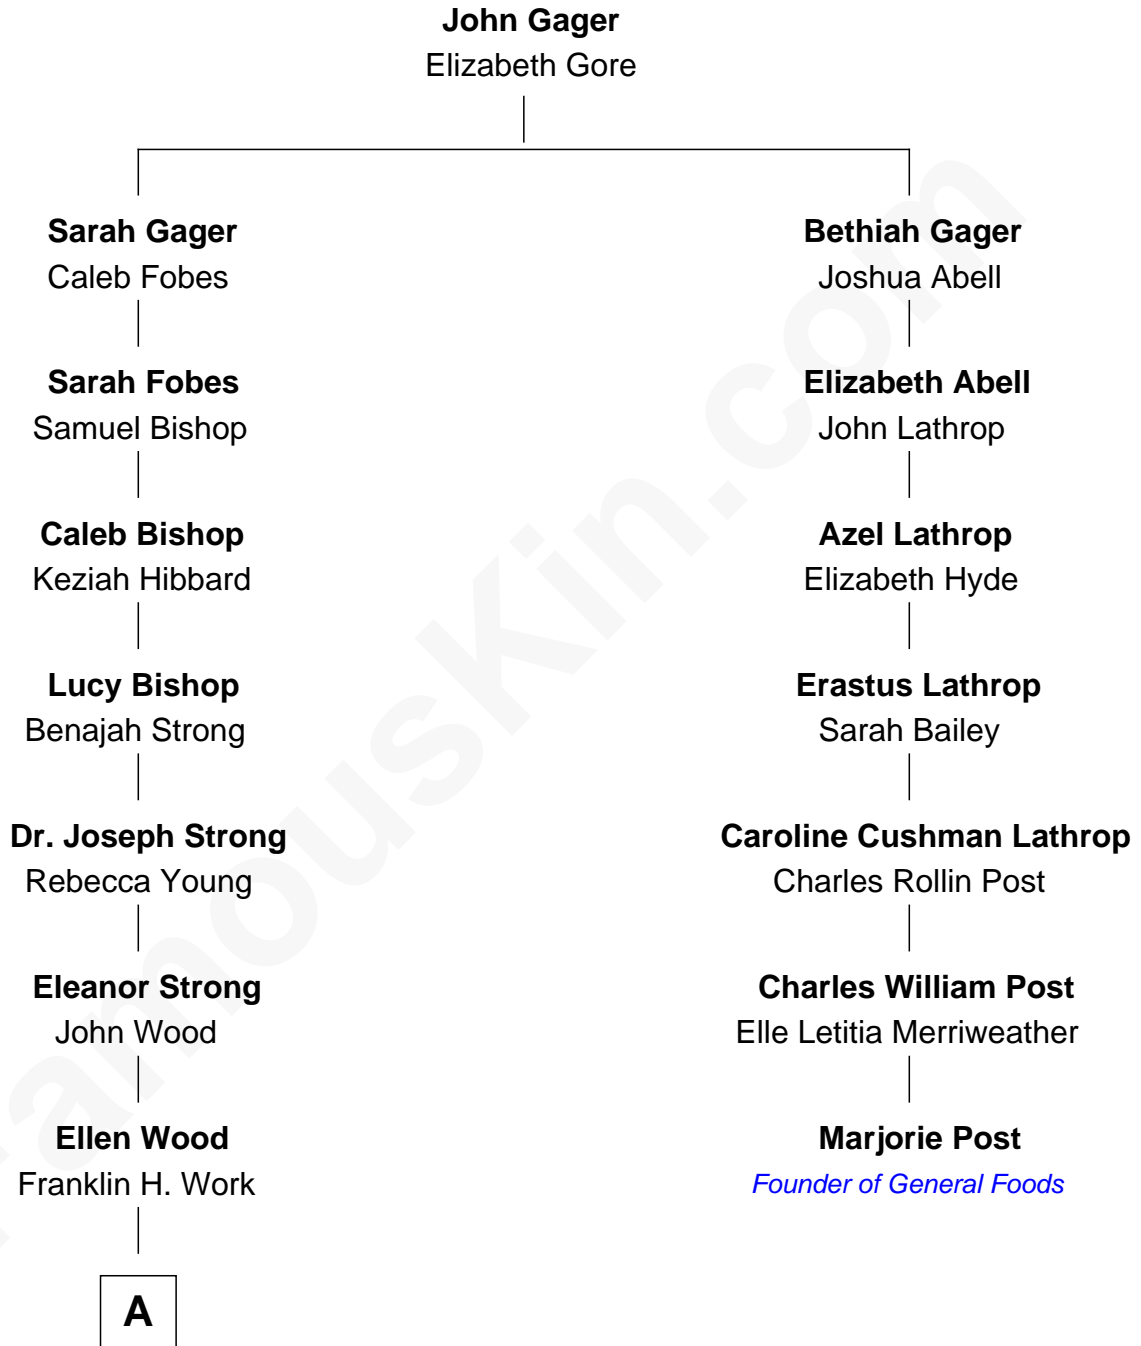 John Gager
Elizabeth Gore
Sarah Gager
Caleb Fobes
Bethiah Gager
Joshua Abell
Sarah Fobes
Samuel Bishop
Elizabeth Abell
John Lathrop
Caleb Bishop
Keziah Hibbard
Azel Lathrop
Elizabeth Hyde
Lucy Bishop
Benajah Strong
Erastus Lathrop
Sarah Bailey
Dr. Joseph Strong
Rebecca Young
Caroline Cushman Lathrop
Charles Rollin Post
Eleanor Strong
John Wood
Charles William Post
Elle Letitia Merriweather
Ellen Wood
Franklin H. Work
Marjorie Post
Founder of General Foods
A
FamousKin.com